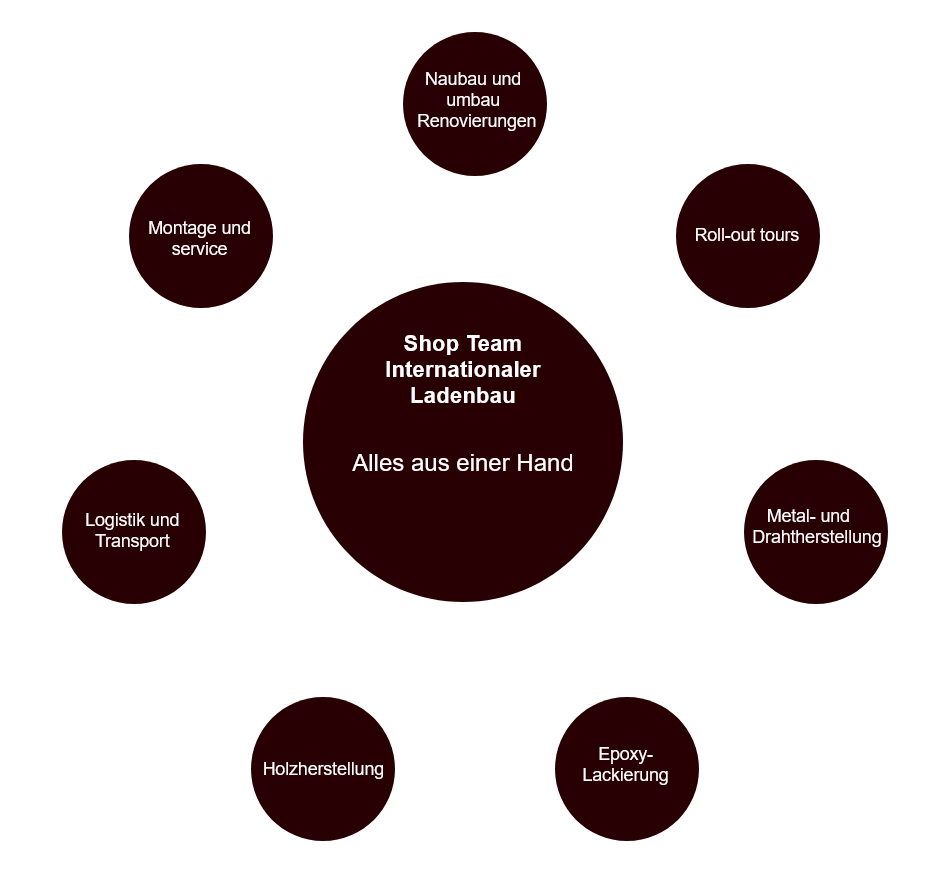 Naubau und
umbau
Renovierungen
Montage und
service
Roll-out tours
Shop Team
Internationaler
Ladenbau
Alles aus einer Hand
Logistik und
Transport
Metal- und
Drahtherstellung
Holzherstellung
Epoxy-
Lackierung